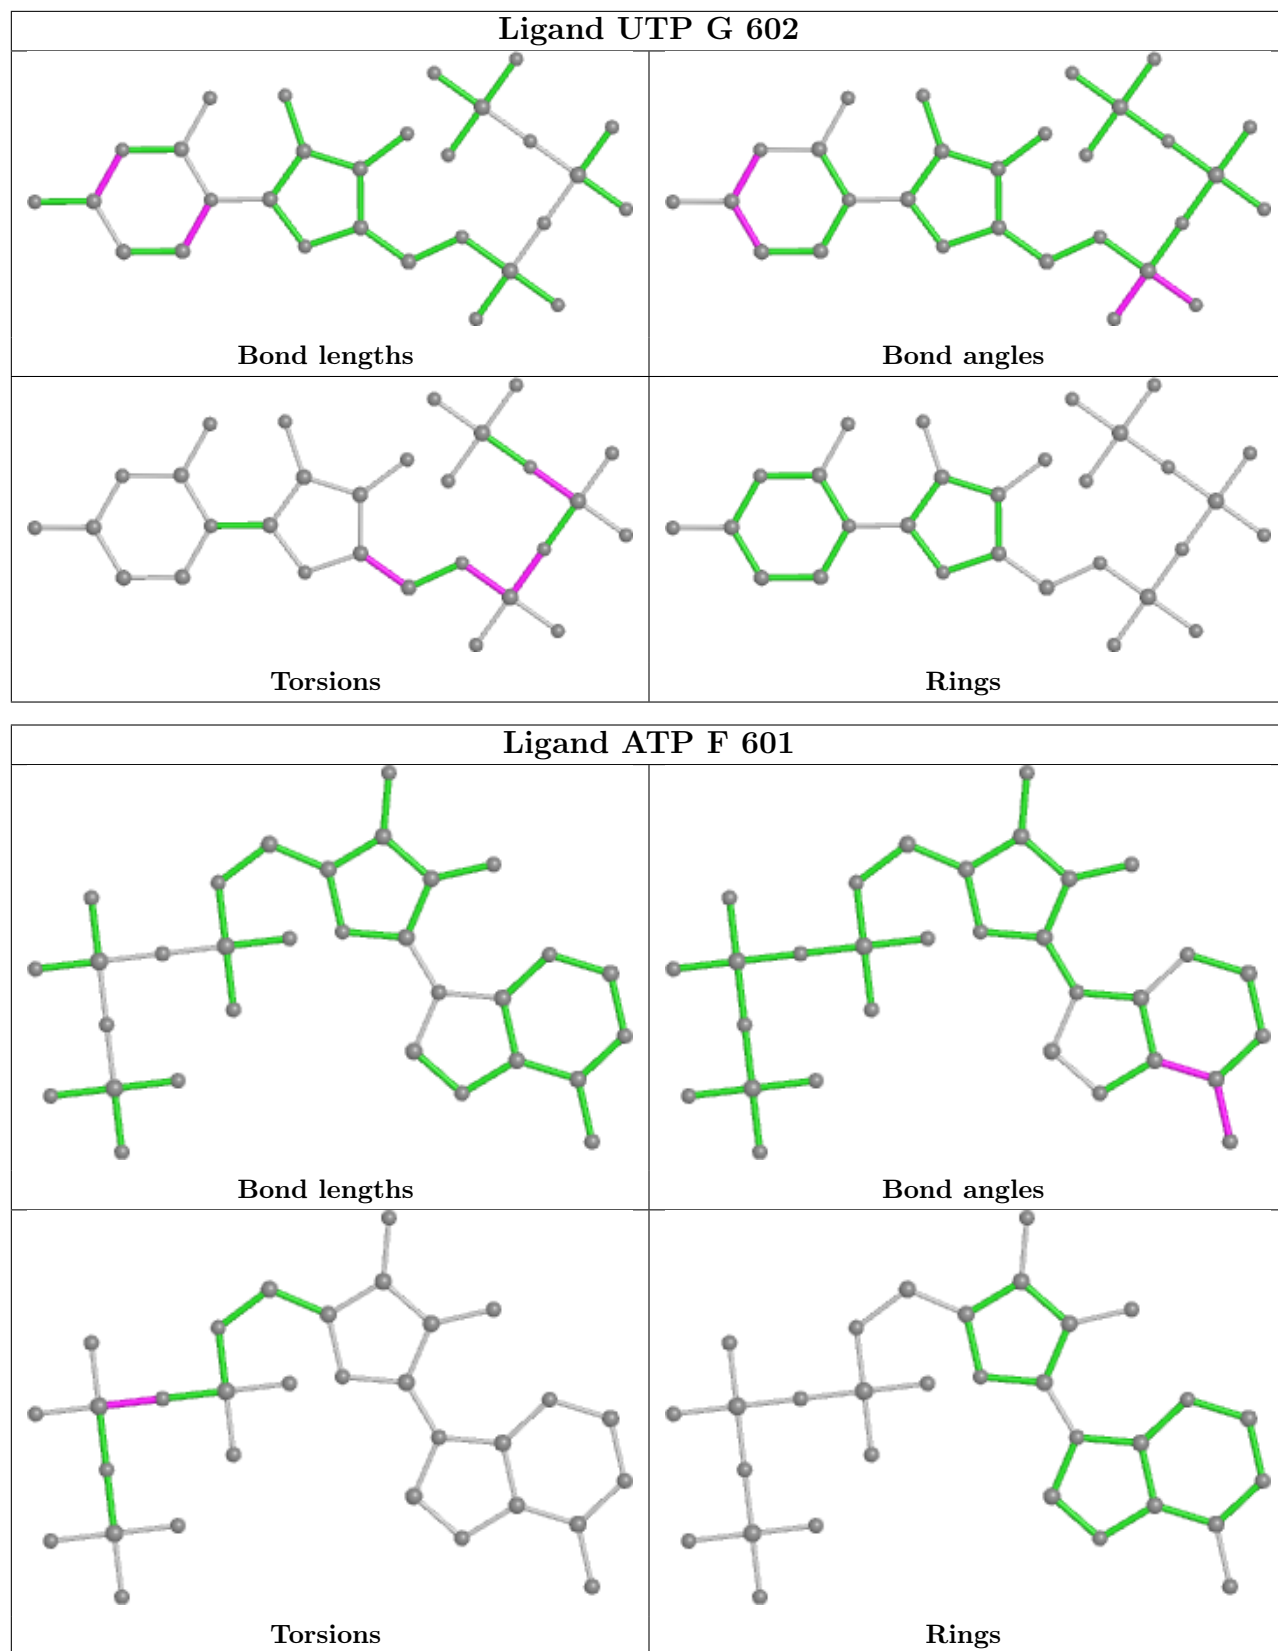 Ligand UTP G 602
Bond lengths
Bond angles
Torsions
Rings
Ligand ATP F 601
Bond lengths
Bond angles
Torsions
Rings